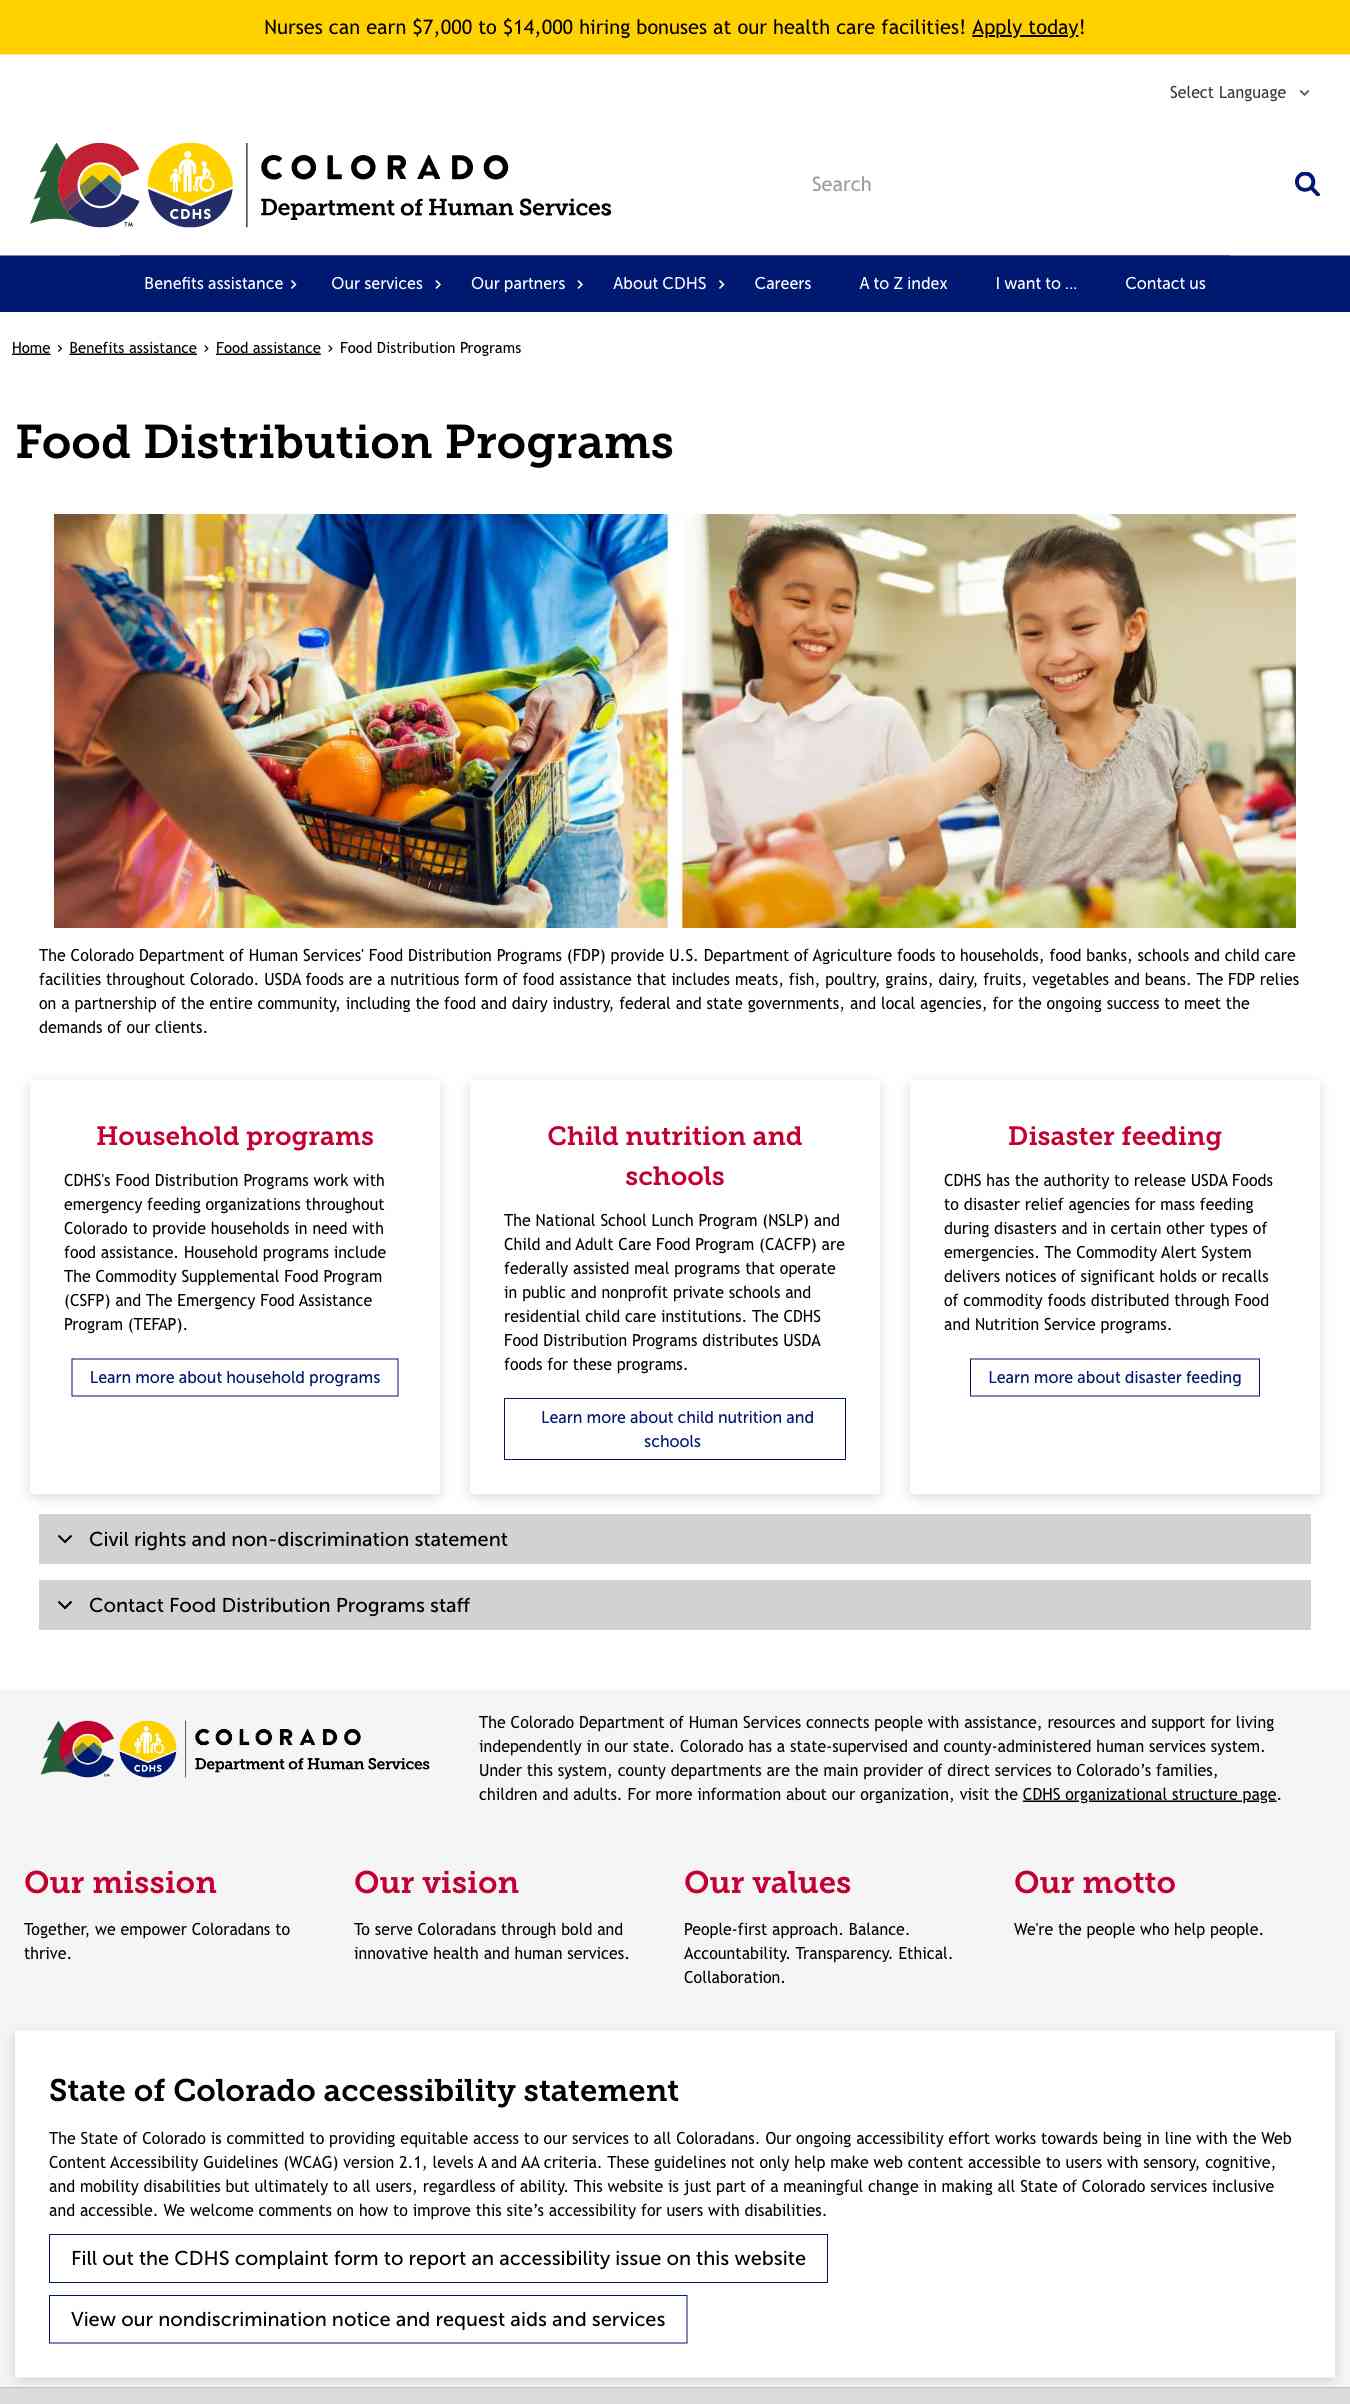 Nurses can earn $7,000 to $14,000 hiring bonuses at our health care facilities! Apply today!
Select Language
CDHS
TM
COLORADO
Department of Human Services
Search
Benefits assistance › Our services › Our partners › About CDHS › Careers A to Z index I want to ... Contact us
Home › Benefits assistance › Food assistance › Food Distribution Programs
Food Distribution Programs
The Colorado Department of Human Services' Food Distribution Programs (FDP) provide U.S. Department of Agriculture foods to households, food banks, schools and child care
facilities throughout Colorado. USDA foods are a nutritious form of food assistance that includes meats, fish, poultry, grains, dairy, fruits, vegetables and beans. The FDP relies
on a partnership of the entire community, including the food and dairy industry, federal and state governments, and local agencies, for the ongoing success to meet the
demands of our clients.
Household programs
CDHS's Food Distribution Programs work with
emergency feeding organizations throughout
Colorado to provide households in need with
food assistance. Household programs include
The Commodity Supplemental Food Program
(CSFP) and The Emergency Food Assistance
Program (TEFAP).
Learn more about household programs
Child nutrition and
schools
The National School Lunch Program (NSLP) and
Child and Adult Care Food Program (CACFP) are
federally assisted meal programs that operate
in public and nonprofit private schools and
residential child care institutions. The CDHS
Food Distribution Programs distributes USDA
foods for these programs.
Learn more about child nutrition and
schools
Disaster feeding
CDHS has the authority to release USDA Foods
to disaster relief agencies for mass feeding
during disasters and in certain other types of
emergencies. The Commodity Alert System
delivers notices of significant holds or recalls
of commodity foods distributed through Food
and Nutrition Service programs.
Learn more about disaster feeding
Civil rights and non-discrimination statement
Contact Food Distribution Programs staff
CDHS
COLORADO
Department of Human Services
The Colorado Department of Human Services connects people with assistance, resources and support for living
independently in our state. Colorado has a state-supervised and county-administered human services system.
Under this system, county departments are the main provider of direct services to Colorado’s families,
children and adults. For more information about our organization, visit the CDHS organizational structure page.
Our mission
Together, we empower Coloradans to
thrive.
Our vision
To serve Coloradans through bold and
innovative health and human services.
Our values
People-first approach. Balance.
Accountability. Transparency. Ethical.
Collaboration.
Our motto
We're the people who help people.
State of Colorado accessibility statement
The State of Colorado is committed to providing equitable access to our services to all Coloradans. Our ongoing accessibility effort works towards being in line with the Web
Content Accessibility Guidelines (WCAG) version 2.1, levels A and AA criteria. These guidelines not only help make web content accessible to users with sensory, cognitive,
and mobility disabilities but ultimately to all users, regardless of ability. This website is just part of a meaningful change in making all State of Colorado services inclusive
and accessible. We welcome comments on how to improve this site’s accessibility for users with disabilities.
Fill out the CDHS complaint form to report an accessibility issue on this website
View our nondiscrimination notice and request aids and services